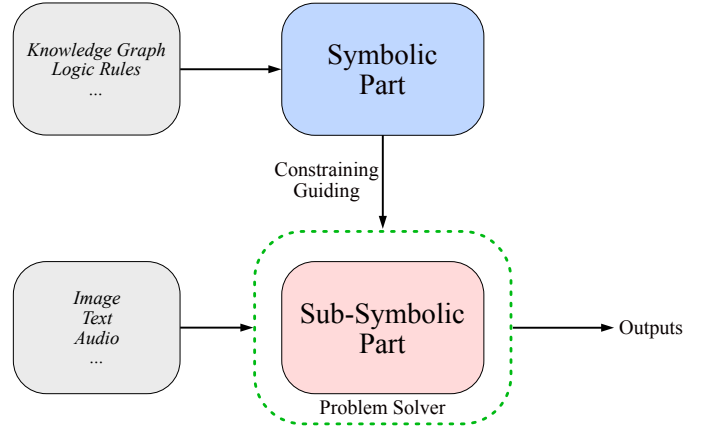 Knowledge Graph
Logic Rules
...
Symbolic
Part
Constraining
Guiding
Image
Text
Audio
...
Sub-Symbolic
Part
Outputs
Problem Solver